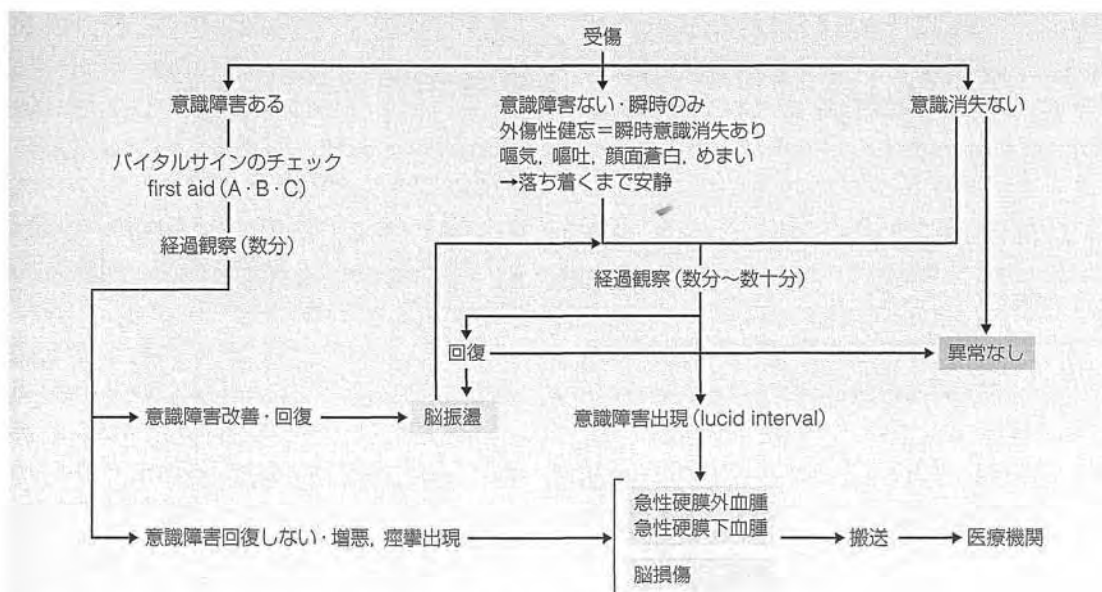 受傷
意識障害ある
意識障害ない・瞬時のみ
意識消失ない
外傷性健忘＝瞬時意識消失あり
嘔気，嘔吐，顔面蒼白，めまい
→落ち着くまで安静
バイタルサインのチェック
first aid（A・B・C）
経過観察（数分）
経過観察（数分～数十分）
回復
異常なし
意識障害改善・回復
脳振盪
意識障害出現（lucid interval）
急性硬膜外血腫
急性硬膜下血腫
脳損傷
意識障害回復しない・増悪，痙攣出現
搬送
医療機関